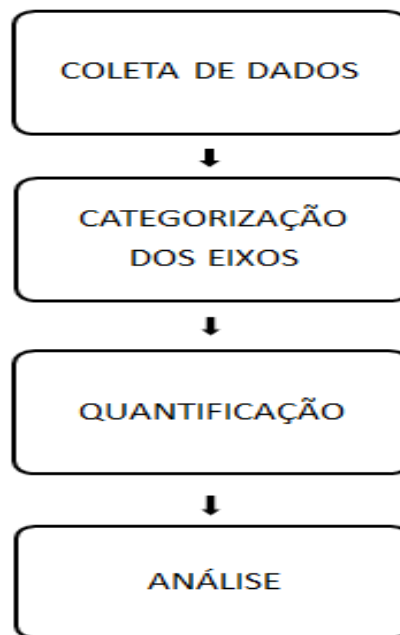 COLETA DE DADOS
CATEGORIZAÇÃO
DOS EIXOS
QUANTIFICAÇÃO
ANÁLISE